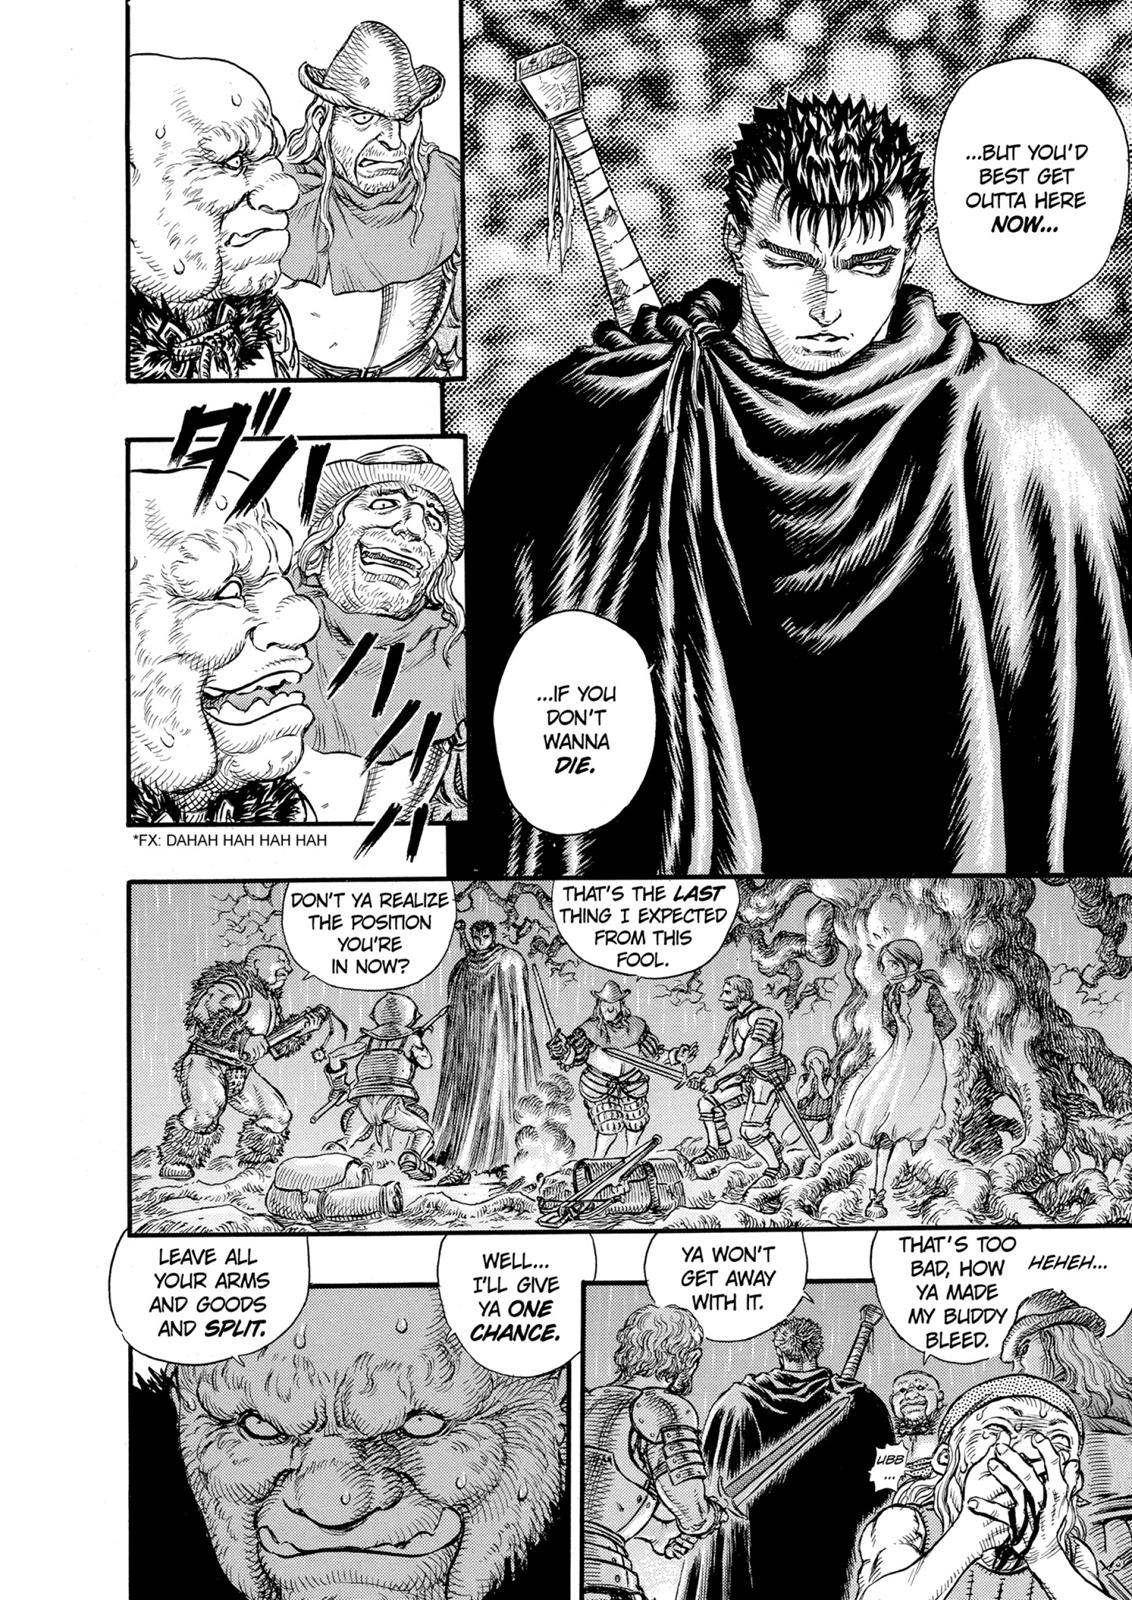 ...BUT YOU'D
BEST GET
OUTTA HERE
NOW...
...IF YOU
DON'T
WANNA
DIE.
ダハハハハハ
*FX: DAHAH HAH HAH HAH
THAT'S THE LAST
THING I EXPECTED
FROM THIS
FOOL.
DON'T YA REALIZE
THE POSITION
YOU'RE
IN NOW?
HEHEH...
THAT'S TOO
BAD, HOW
YA MADE
MY BUDDY
BLEED.
UBB
...
YA WON'T
GET AWAY
WITH IT.
WELL...
I'LL GIVE
YA ONE
CHANCE.
LEAVE ALL
YOUR ARMS
AND GOODS
AND SPLIT.